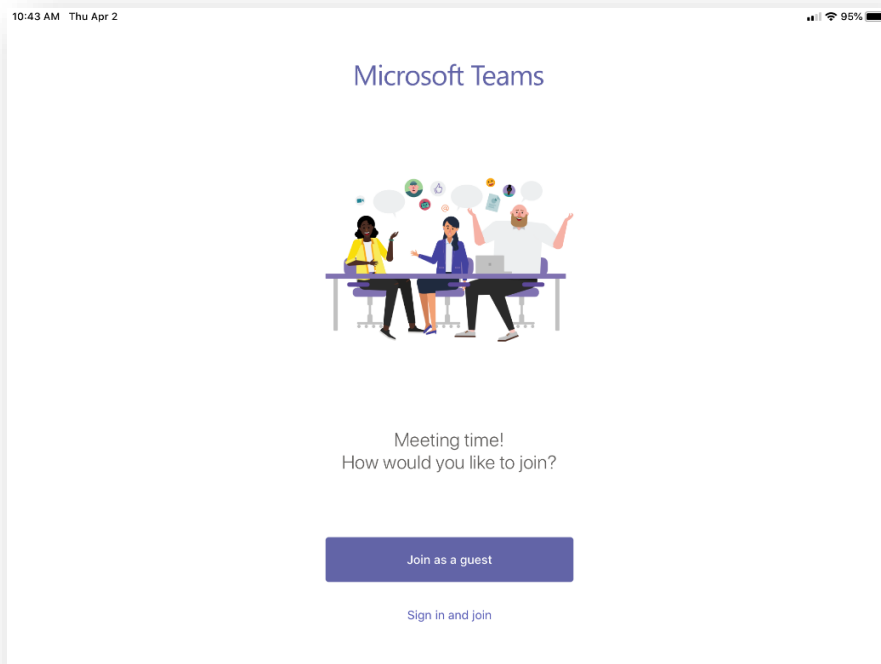 10:43 AM Thu Apr 2 95%
Microsoft Teams
Meeting time!
How would you like to join?
Join as a guest
Sign in and join